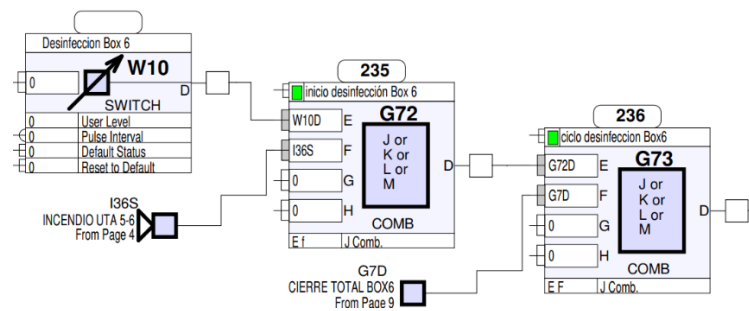 Desinfeccion Box 6
W10
0
D
SWITCH
0 User Level
0 Pulse Interval
0 Default Status
0 Reset to Default
I36S
INCENDIO UTA 5-6
From Page 4
235
inicio desinfección Box 6
G72
W10D E
I36S F
0 G
0 H
J or
K or
L or
M
D
COMB
E f J Comb.
G7D
CIERRE TOTAL BOX6
From Page 9
236
ciclo desinfeccion Box6
G73
G72D E
G7D F
0 G
0 H
J or
K or
L or
M
D
COMB
E F J Comb.